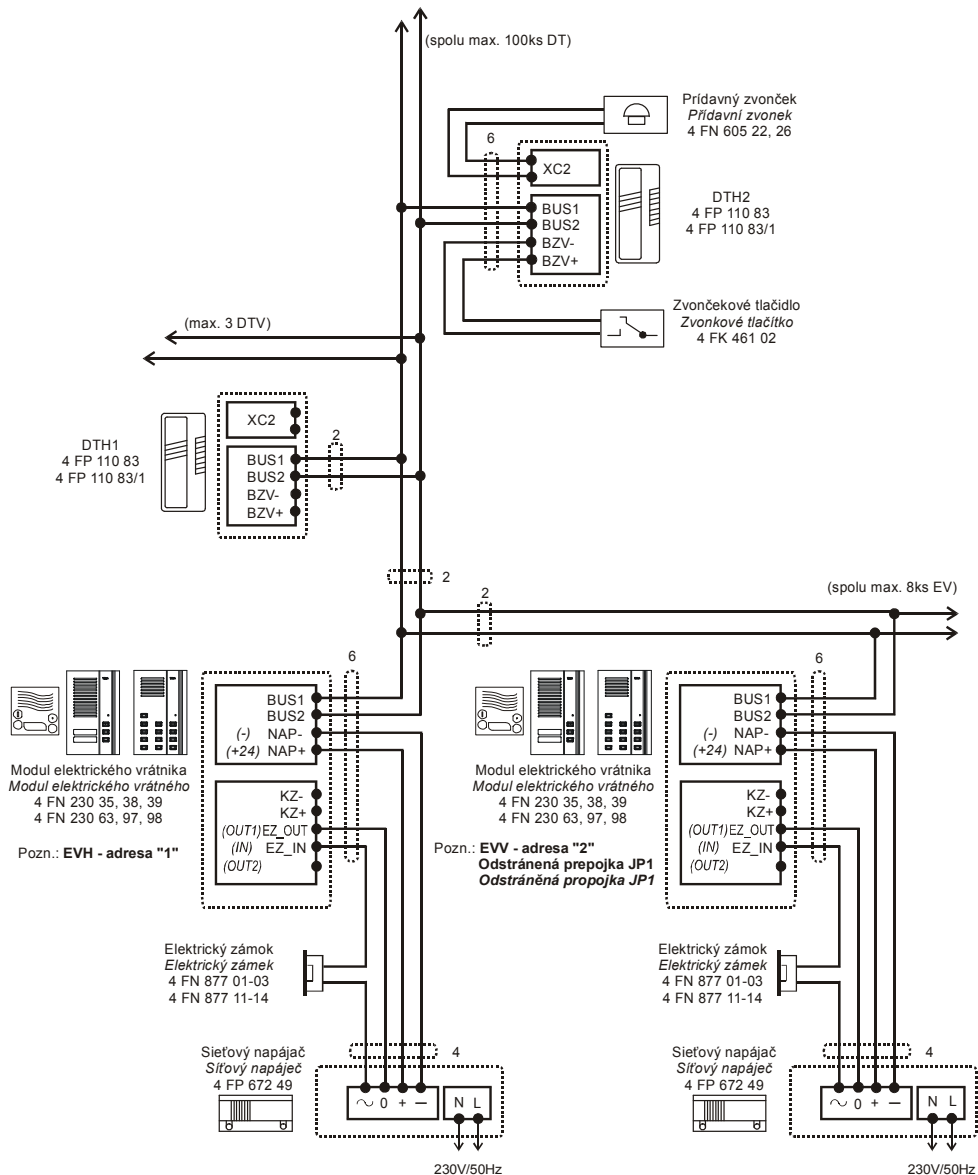 (spolu max. 100ks DT)
Prídavný zvonček
Přídavní zvonek
4 FN 605 22, 26
6
XC2
BUS1
BUS2
BZV-
BZV+
DTH2
4 FP 110 83
4 FP 110 83/1
Zvončekové tlačidlo
Zvonkové tlačítko
4 FK 461 02
(max. 3 DTV)
DTH1
4 FP 110 83
4 FP 110 83/1
XC2
BUS1
BUS2
BZV-
BZV+
2
2
2
(spolu max. 8ks EV)
6
BUS1
BUS2
(-) NAP-
(+24) NAP+
KZ-
KZ+
(OUT1) EZ_OUT
(IN) EZ_IN
(OUT2)
Modul elektrického vrátnika
Modul elektrického vrátného
4 FN 230 35, 38, 39
4 FN 230 63, 97, 98
Pozn.: EVH - adresa "1"
6
BUS1
BUS2
(-) NAP-
(+24) NAP+
KZ-
KZ+
(OUT1) EZ_OUT
(IN) EZ_IN
(OUT2)
Modul elektrického vrátnika
Modul elektrického vrátného
4 FN 230 35, 38, 39
4 FN 230 63, 97, 98
Pozn.: EVV - adresa "2"
Odstránená prepojka JP1
Odstráněná propojka JP1
Elektrický zámok
Elektrický zámek
4 FN 877 01-03
4 FN 877 11-14
Elektrický zámok
Elektrický zámek
4 FN 877 01-03
4 FN 877 11-14
Sieťový napájač
Síťový napáječ
4 FP 672 49
4
~ 0 + −
N L
230V/50Hz
Sieťový napájač
Síťový napáječ
4 FP 672 49
4
~ 0 + −
N L
230V/50Hz